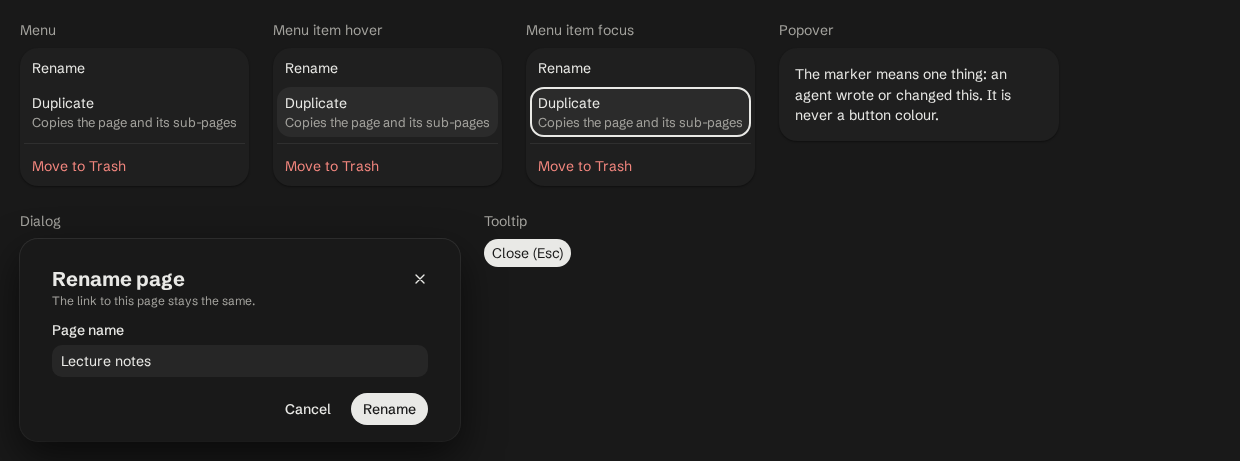 Menu
Rename
Duplicate
Copies the page and its sub-pages
Move to Trash
Menu item hover
Rename
Duplicate
Copies the page and its sub-pages
Move to Trash
Menu item focus
Rename
Duplicate
Copies the page and its sub-pages
Move to Trash
Popover
The marker means one thing: an
agent wrote or changed this. It is
never a button colour.
Dialog
Rename page
The link to this page stays the same.
Page name
Lecture notes
Cancel
Rename
Tooltip
Close (Esc)